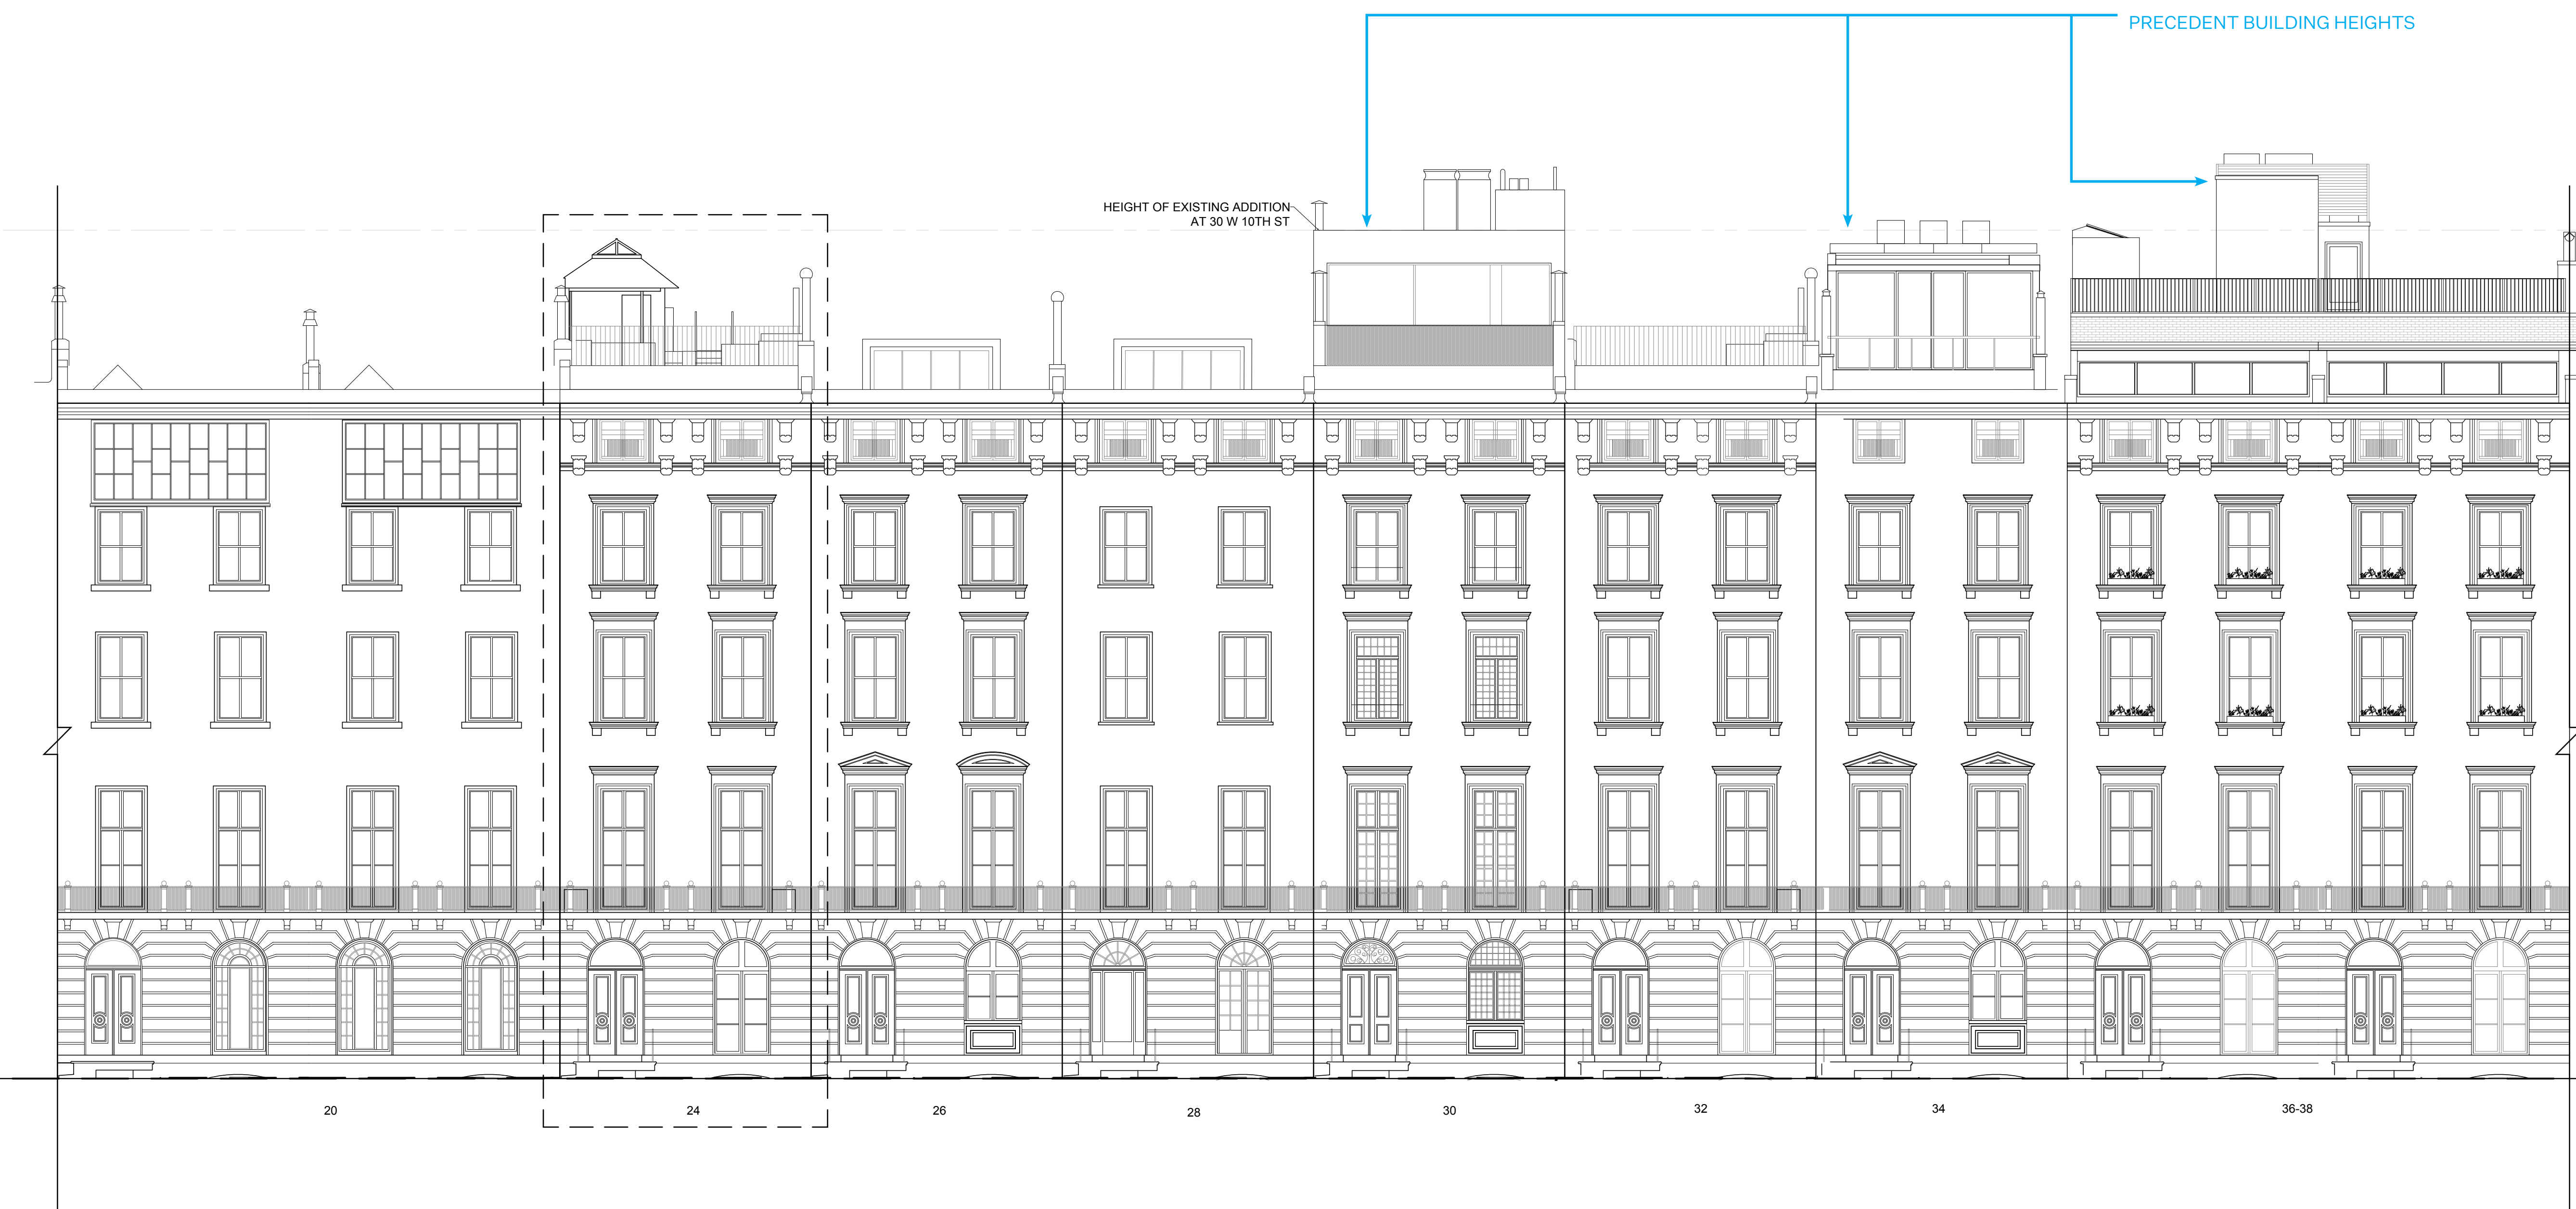 PRECEDENT BUILDING HEIGHTS
HEIGHT OF EXISTING ADDITION
AT 30 W 10TH ST
20
24
26
28
30
32
34
36-38